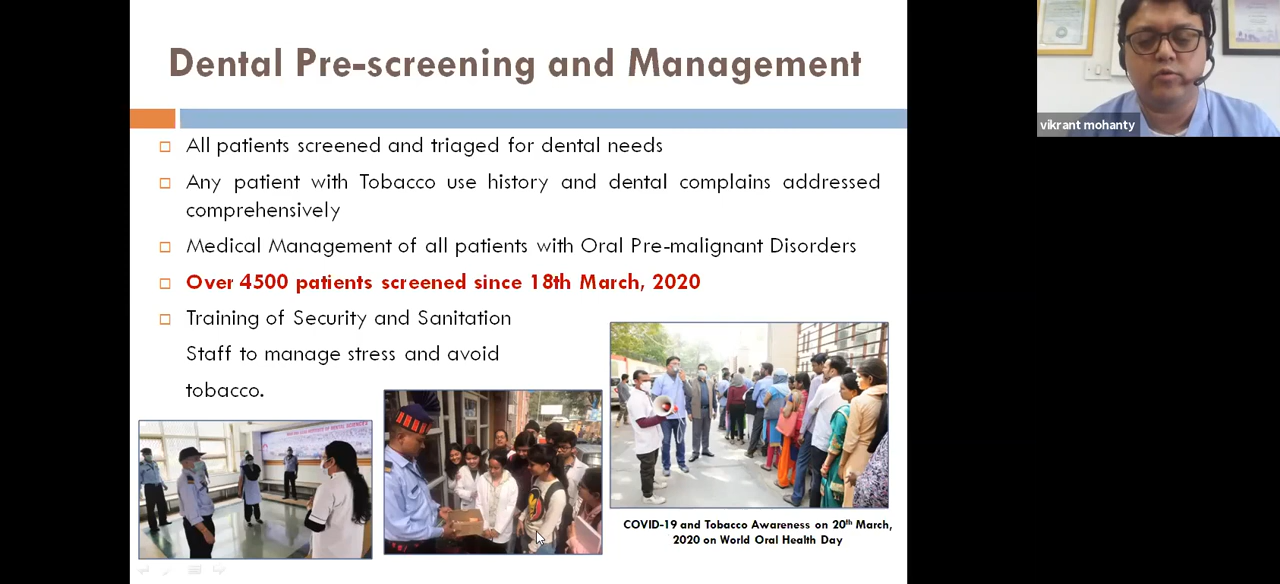 Dental Pre-screening and Management
vikrant mohanty
All patients screened and triaged for dental needs
Any patient with Tobacco use history and dental complains addressed
comprehensively
Medical Management of all patients with Oral Pre-malignant Disorders
Over 4500 patients screened since 18th March, 2020
Training of Security and Sanitation
Staff to manage stress and avoid
tobacco.
COVID-19 and Tobacco Awareness on 20th March,
2020 on World Oral Health Day